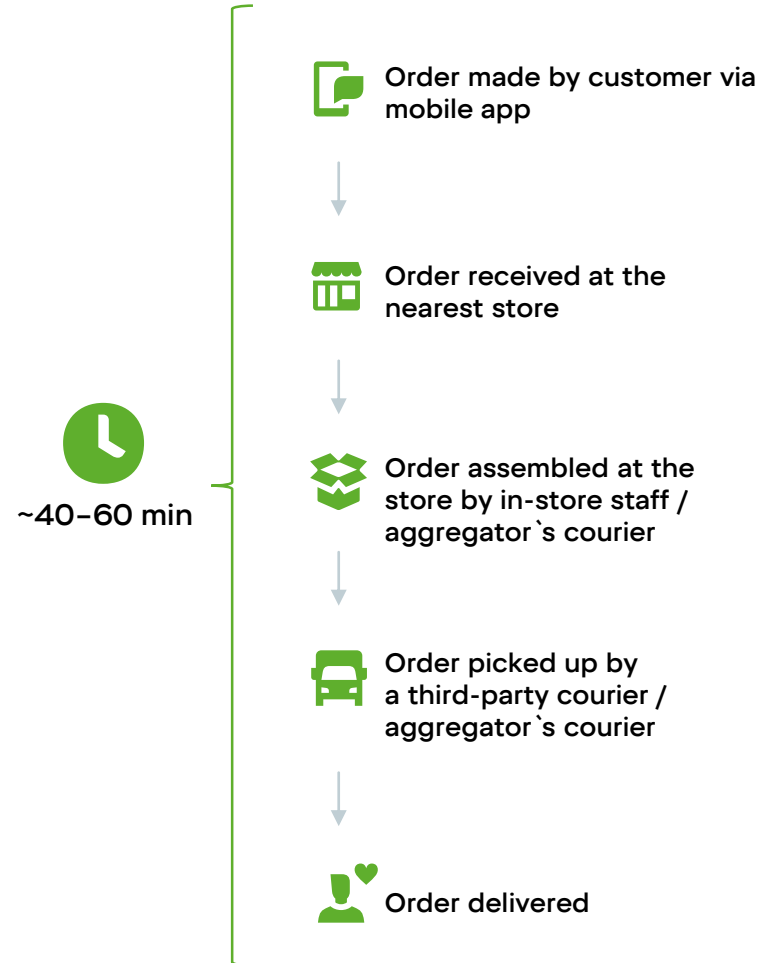 Order made by customer via
mobile app
Order received at the
nearest store
~40–60 min
Order assembled at the
store by in-store staff /
aggregator`s courier
Order picked up by
a third-party courier /
aggregator`s courier
Order delivered